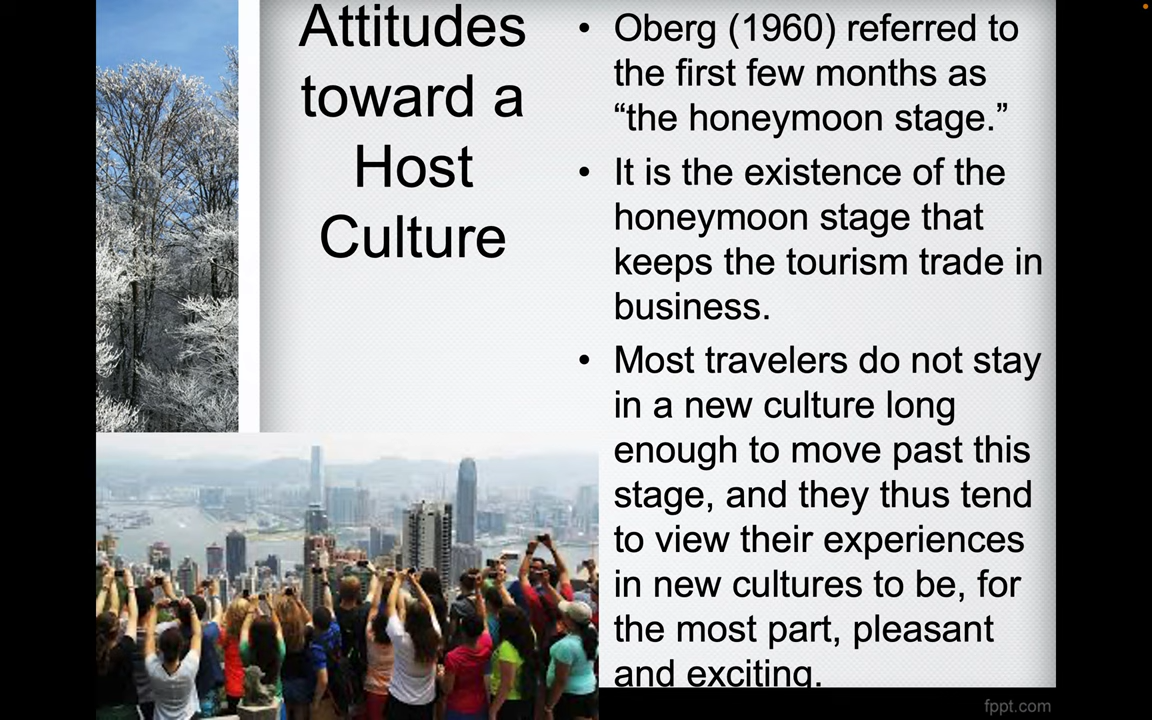 Attitudes
toward a
Host
Culture
• Oberg (1960) referred to
the first few months as
“the honeymoon stage.”
• It is the existence of the
honeymoon stage that
keeps the tourism trade in
business.
• Most travelers do not stay
in a new culture long
enough to move past this
stage, and they thus tend
to view their experiences
in new cultures to be, for
the most part, pleasant
and exciting.
fppt.com